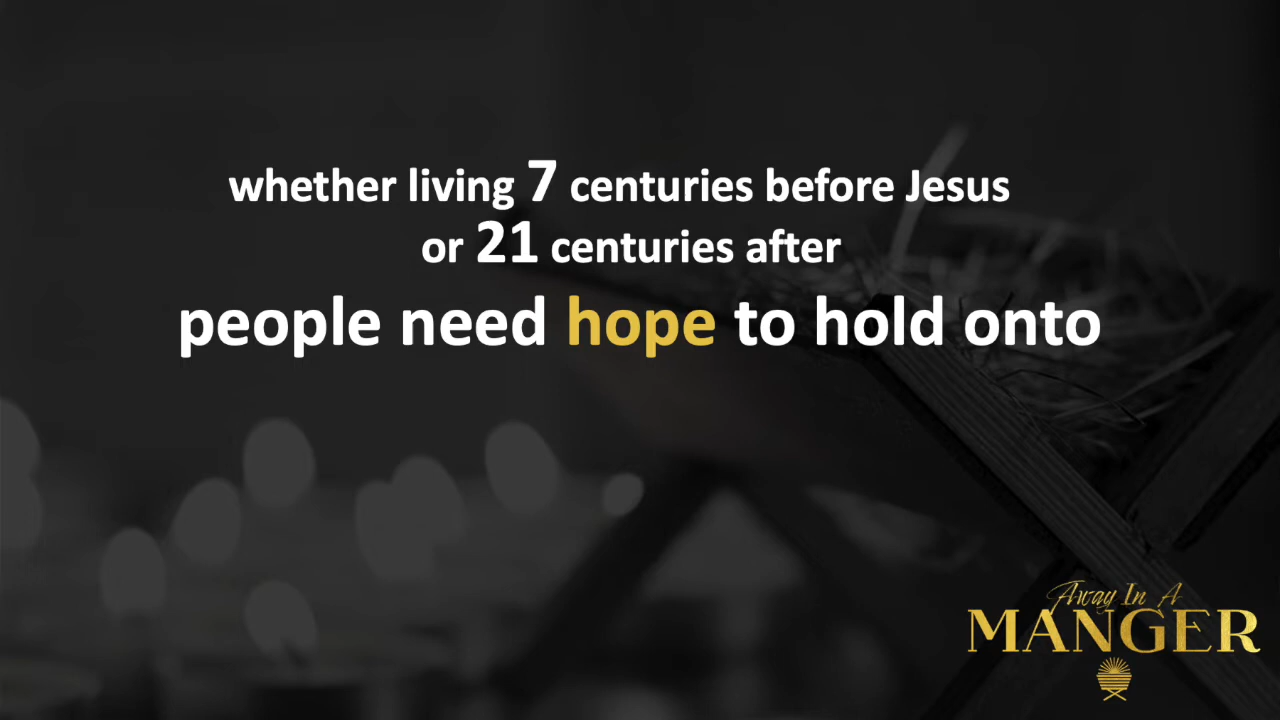 whether living 7 centuries before Jesus
or 21 centuries after
people need hope to hold onto
Away In A
MANGER